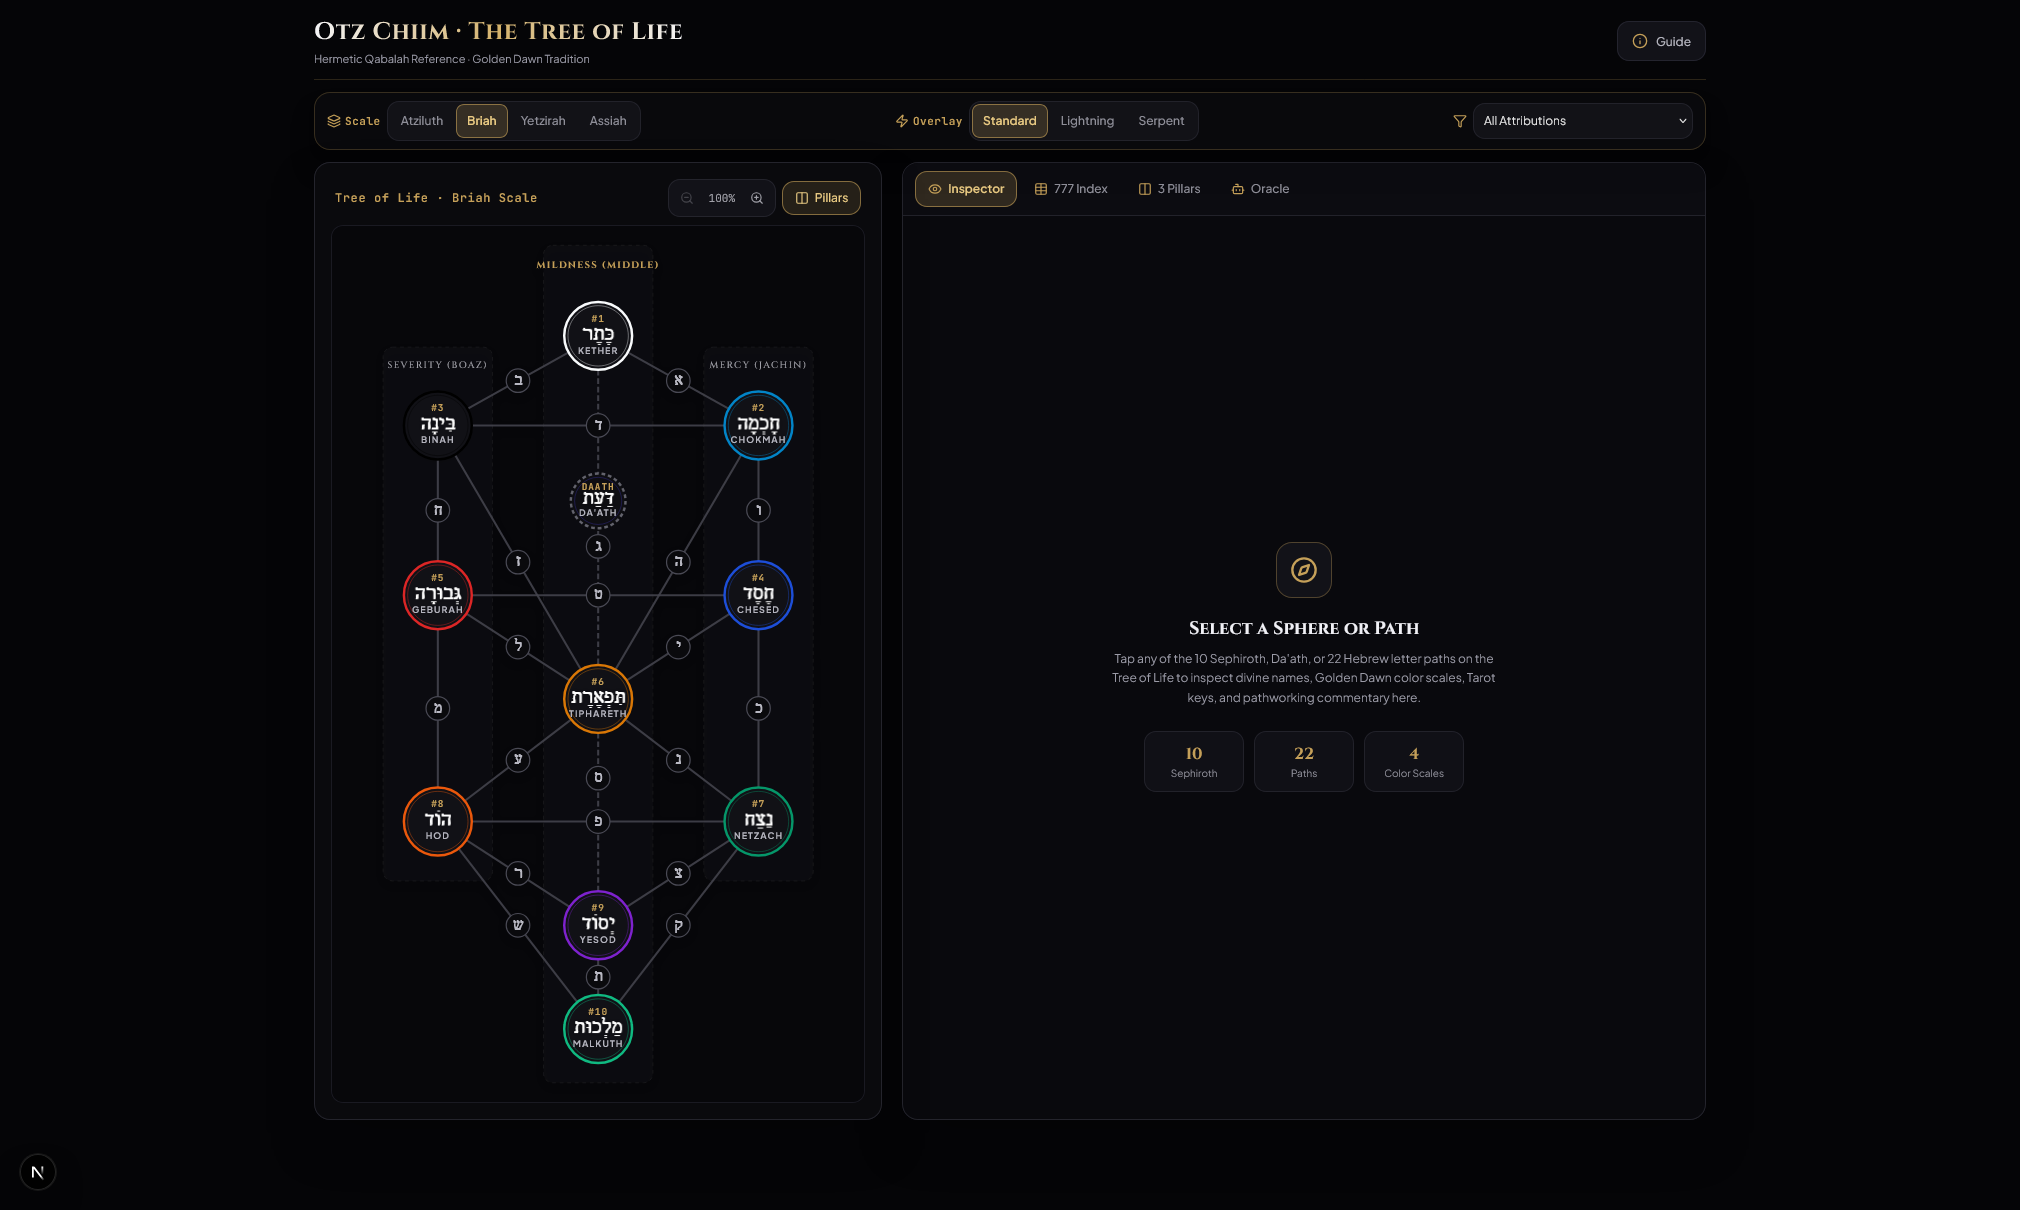 OTZ CHIIM · THE TREE OF LIFE
Hermetic Qabalah Reference · Golden Dawn Tradition
Guide
Scale
Atziluth
Briah
Yetzirah
Assiah
Overlay
Standard
Lightning
Serpent
All Attributions
Tree of Life · Briah Scale
100%
Pillars
Inspector
777 Index
3 Pillars
Oracle
MILDNESS (MIDDLE)
#1
כֶּתֶר
KETHER
SEVERITY (BOAZ)
MERCY (JACHIN)
ב
א
#3
בִּינָה
BINAH
ד
#2
חָכְמָה
CHOKMAH
DAATH
דַּעַת
DA'ATH
ח
ו
ג
ז
ה
#5
גְּבוּרָה
GEBURAH
ט
#4
חֶסֶד
CHESED
ל
י
#6
תִּפְאֶרֶת
TIPHARETH
מ
כ
ע
ס
נ
#8
הוֹד
HOD
פ
#7
נֶצַח
NETZACH
ר
צ
#9
יְסוֹד
YESOD
ש
ק
ת
#10
מַלְכוּת
MALKUTH
SELECT A SPHERE OR PATH
Tap any of the 10 Sephiroth, Da'ath, or 22 Hebrew letter paths on the
Tree of Life to inspect divine names, Golden Dawn color scales, Tarot
keys, and pathworking commentary here.
10
Sephiroth
22
Paths
4
Color Scales
N